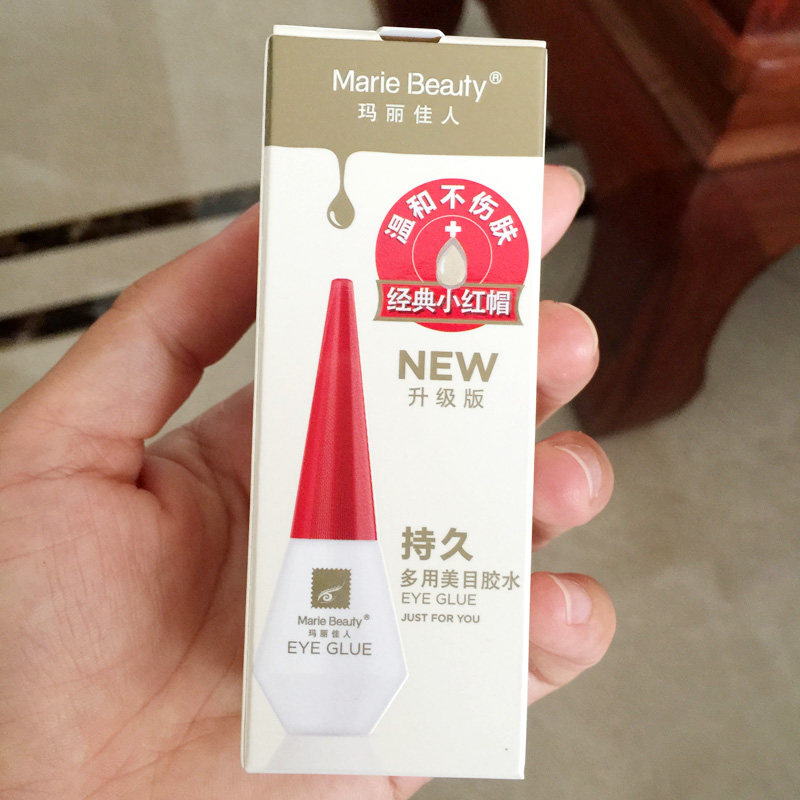 Marie Beauty®
玛丽佳人
温和不伤肤
经典小红帽
NEW
升级版
持久
多用美目胶水
EYE GLUE
JUST FOR YOU
Marie Beauty®
玛丽佳人
EYE GLUE